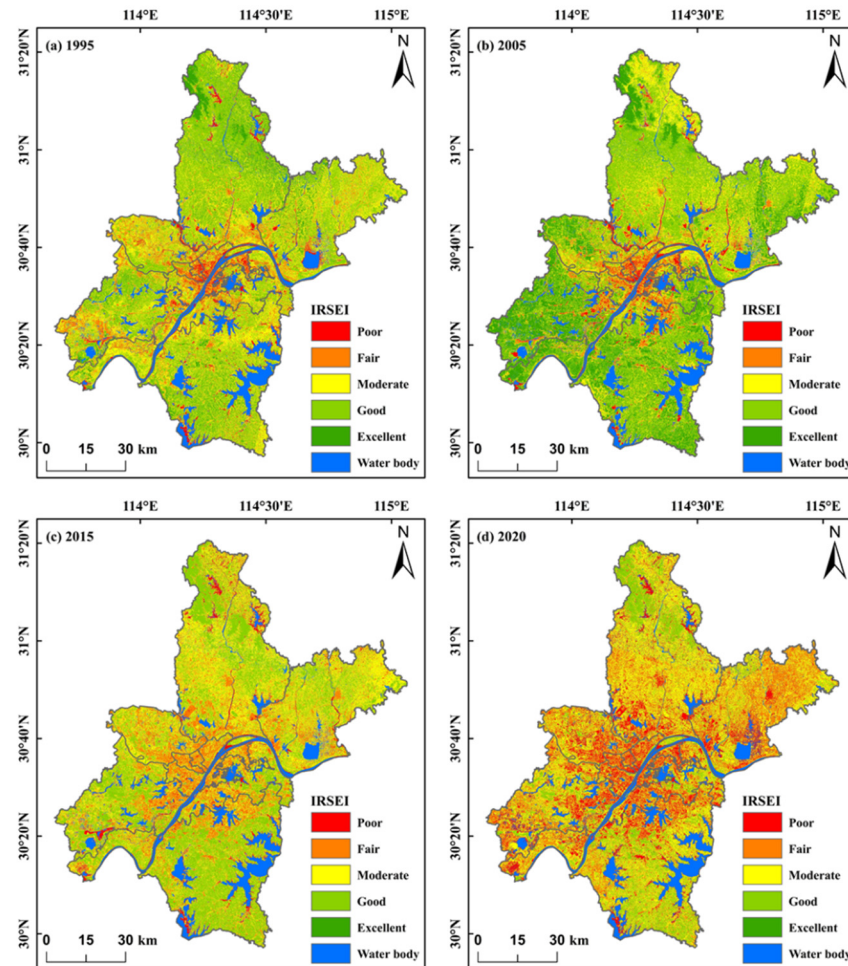 114°E 114°30'E 115°E 114°E 114°30'E 115°E
(a) 1995
N
31°20'N
31°N
30°40'N
30°20'N
30°N
IRSEI
Poor
Fair
Moderate
Good
Excellent
Water body
0 15 30 km
(b) 2005
N
31°20'N
31°N
30°40'N
30°20'N
30°N
IRSEI
Poor
Fair
Moderate
Good
Excellent
Water body
0 15 30 km
114°E 114°30'E 115°E 114°E 114°30'E 115°E
(c) 2015
N
31°20'N
31°N
30°40'N
30°20'N
30°N
IRSEI
Poor
Fair
Moderate
Good
Excellent
Water body
0 15 30 km
(d) 2020
N
31°20'N
31°N
30°40'N
30°20'N
30°N
IRSEI
Poor
Fair
Moderate
Good
Excellent
Water body
0 15 30 km